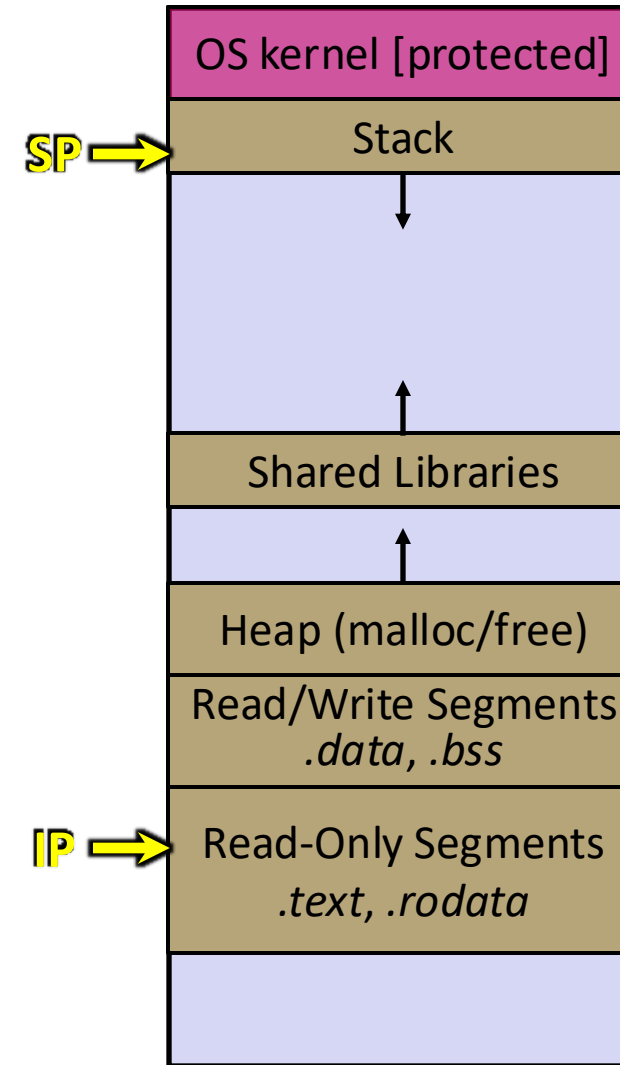 OS kernel [protected]
Stack
SP
Shared Libraries
Heap (malloc/free)
Read/Write Segments
.data, .bss
IP
Read-Only Segments
.text, .rodata